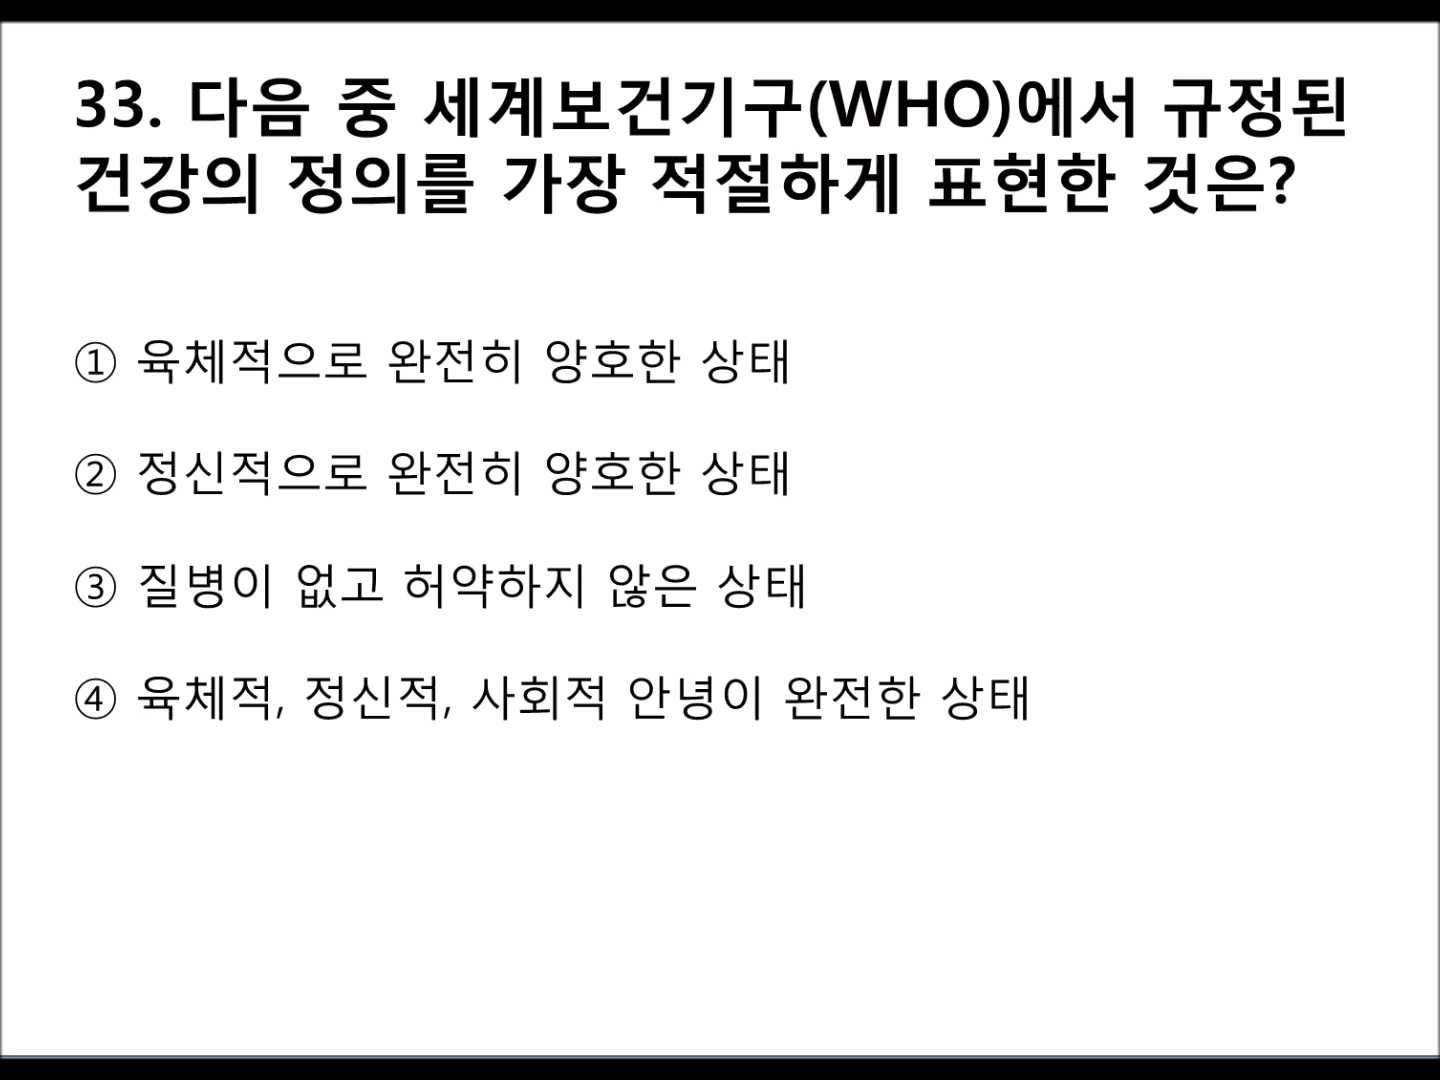 33. 다음 중 세계보건기구(WHO)에서 규정된
건강의 정의를 가장 적절하게 표현한 것은?
① 육체적으로 완전히 양호한 상태
② 정신적으로 완전히 양호한 상태
③ 질병이 없고 허약하지 않은 상태
④ 육체적, 정신적, 사회적 안녕이 완전한 상태